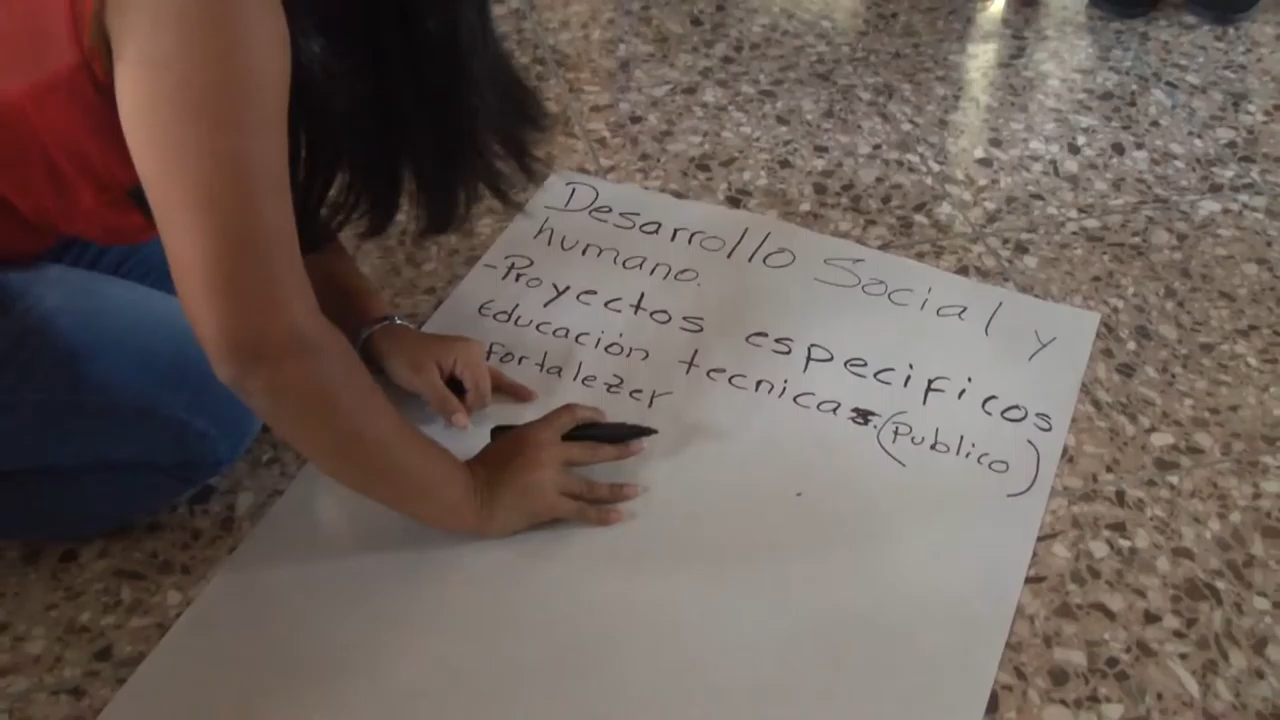 Desarrollo Social y
humano.
-Proyectos especificos
Educación tecnicas.(publico)
fortalezer